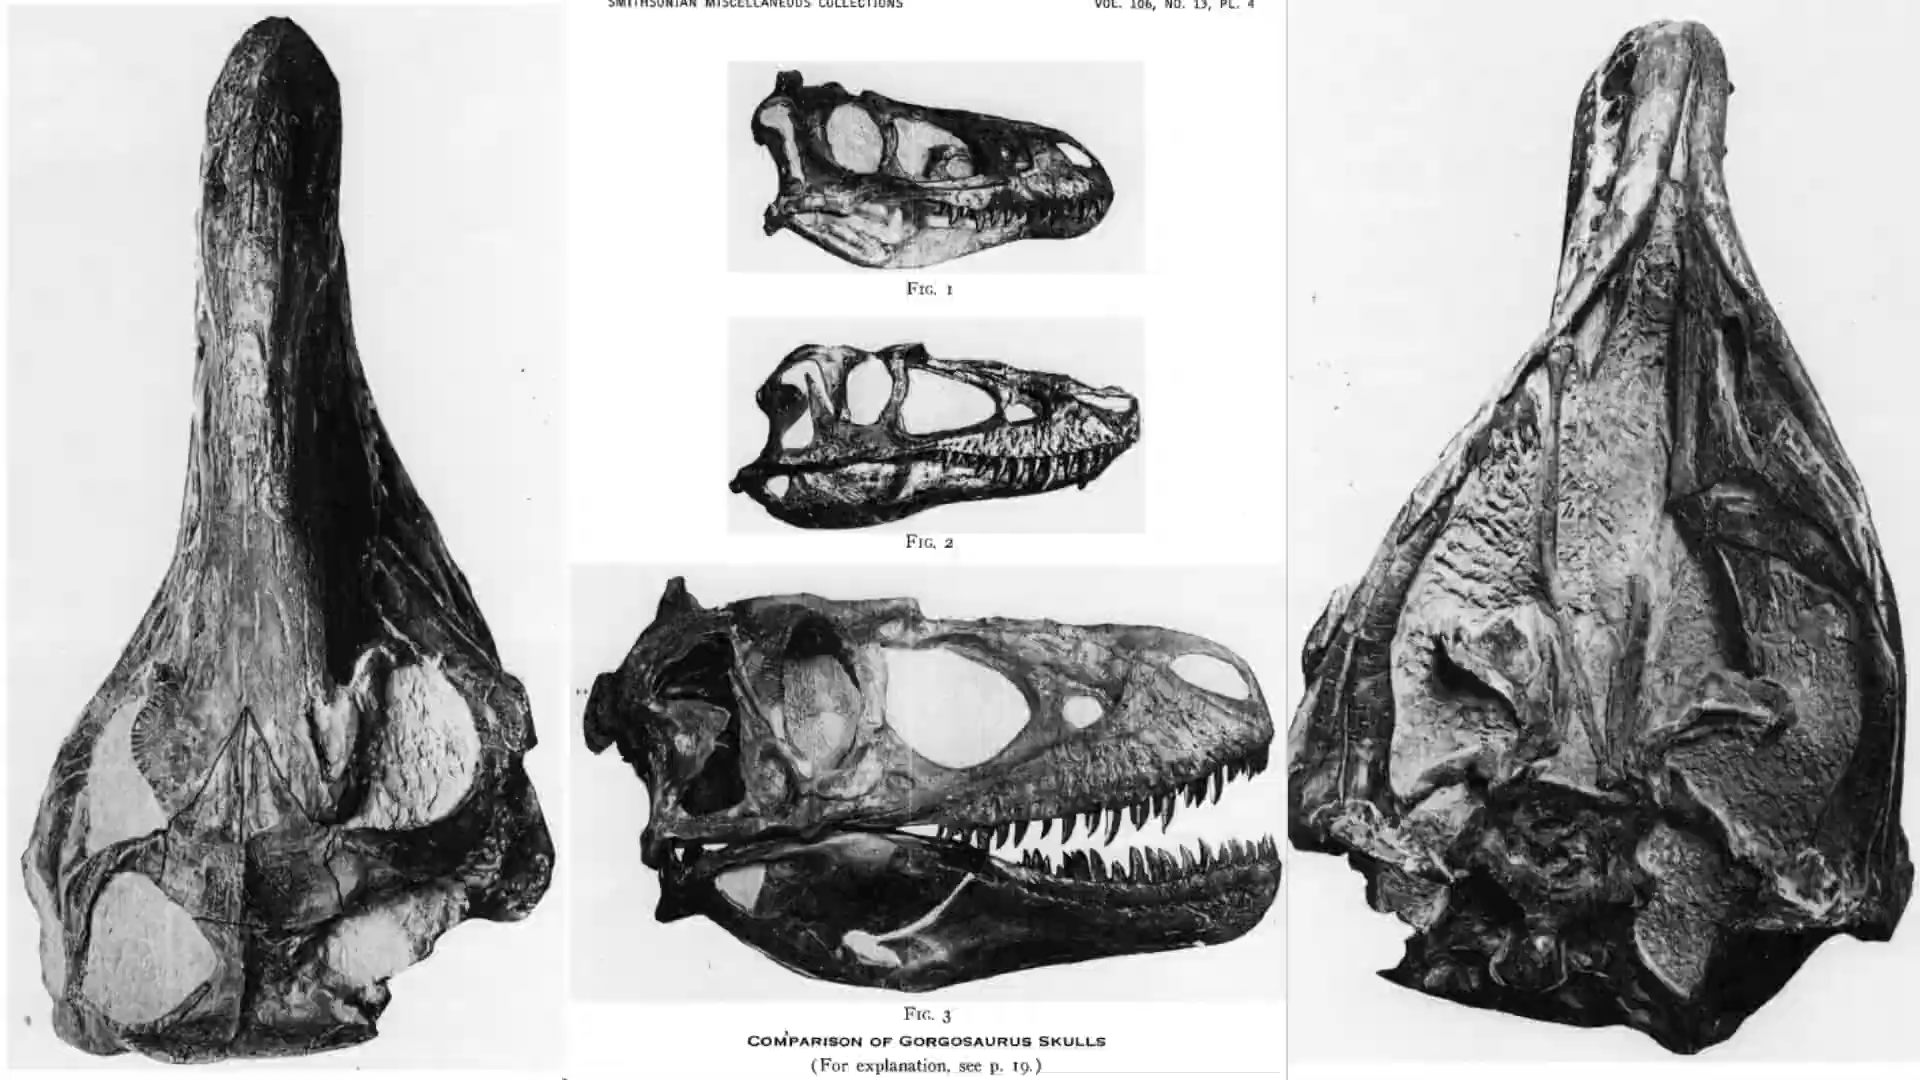 SMITHSONIAN MISCELLANEOUS COLLECTIONS
VOL. 106, NO. 13, PL. 4
FIG. 1
FIG. 2
FIG. 3
COMPARISON OF GORGOSAURUS SKULLS
(For explanation, see p. 19.)